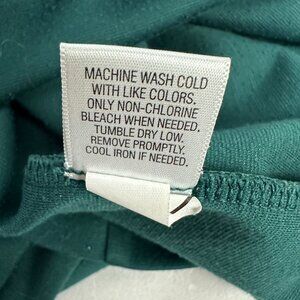 MACHINE WASH COLD
WITH LIKE COLORS.
ONLY NON-CHLORINE
BLEACH WHEN NEEDED.
TUMBLE DRY LOW.
REMOVE PROMPTLY.
COOL IRON IF NEEDED.